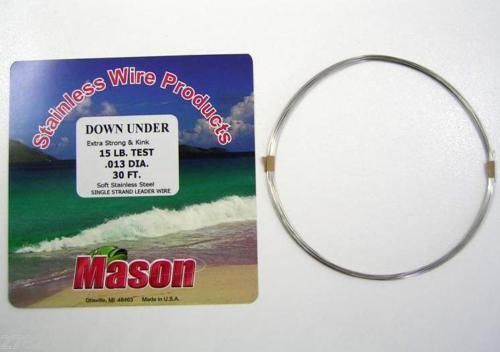 Stainless Wire Products
DOWN UNDER
Extra Strong & Kink
15 LB. TEST
.013 DIA.
30 FT.
Soft Stainless Steel
SINGLE STRAND LEADER WIRE
Mason
Otisville, MI 48463 Made in U.S.A.